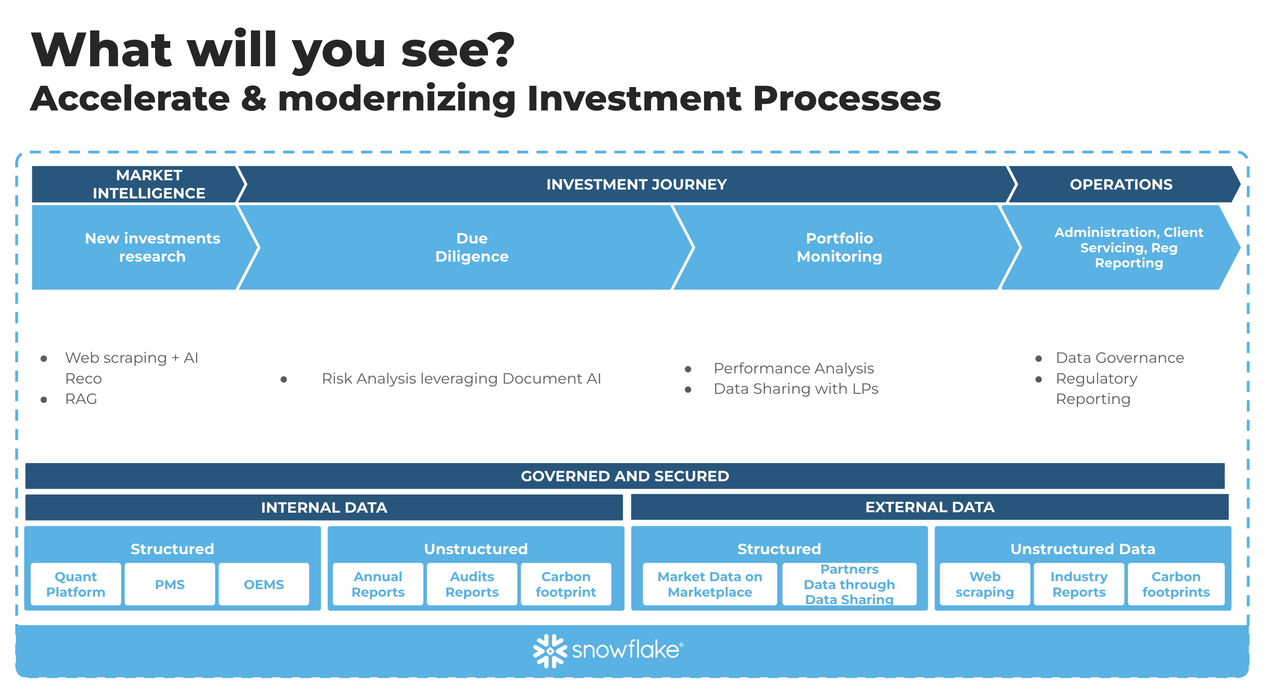 What will you see?
Accelerate & modernizing Investment Processes
MARKET
INTELLIGENCE
INVESTMENT JOURNEY
OPERATIONS
New investments
research
Due
Diligence
Portfolio
Monitoring
Administration, Client
Servicing, Reg
Reporting
● Web scraping + AI
Reco
● RAG
● Risk Analysis leveraging Document AI
● Performance Analysis
● Data Sharing with LPs
● Data Governance
● Regulatory
Reporting
GOVERNED AND SECURED
INTERNAL DATA
EXTERNAL DATA
Structured
Quant
Platform
PMS
OEMS
Unstructured
Annual
Reports
Audits
Reports
Carbon
footprint
Structured
Market Data on
Marketplace
Partners
Data through
Data Sharing
Unstructured Data
Web
scraping
Industry
Reports
Carbon
footprints
snowflake®